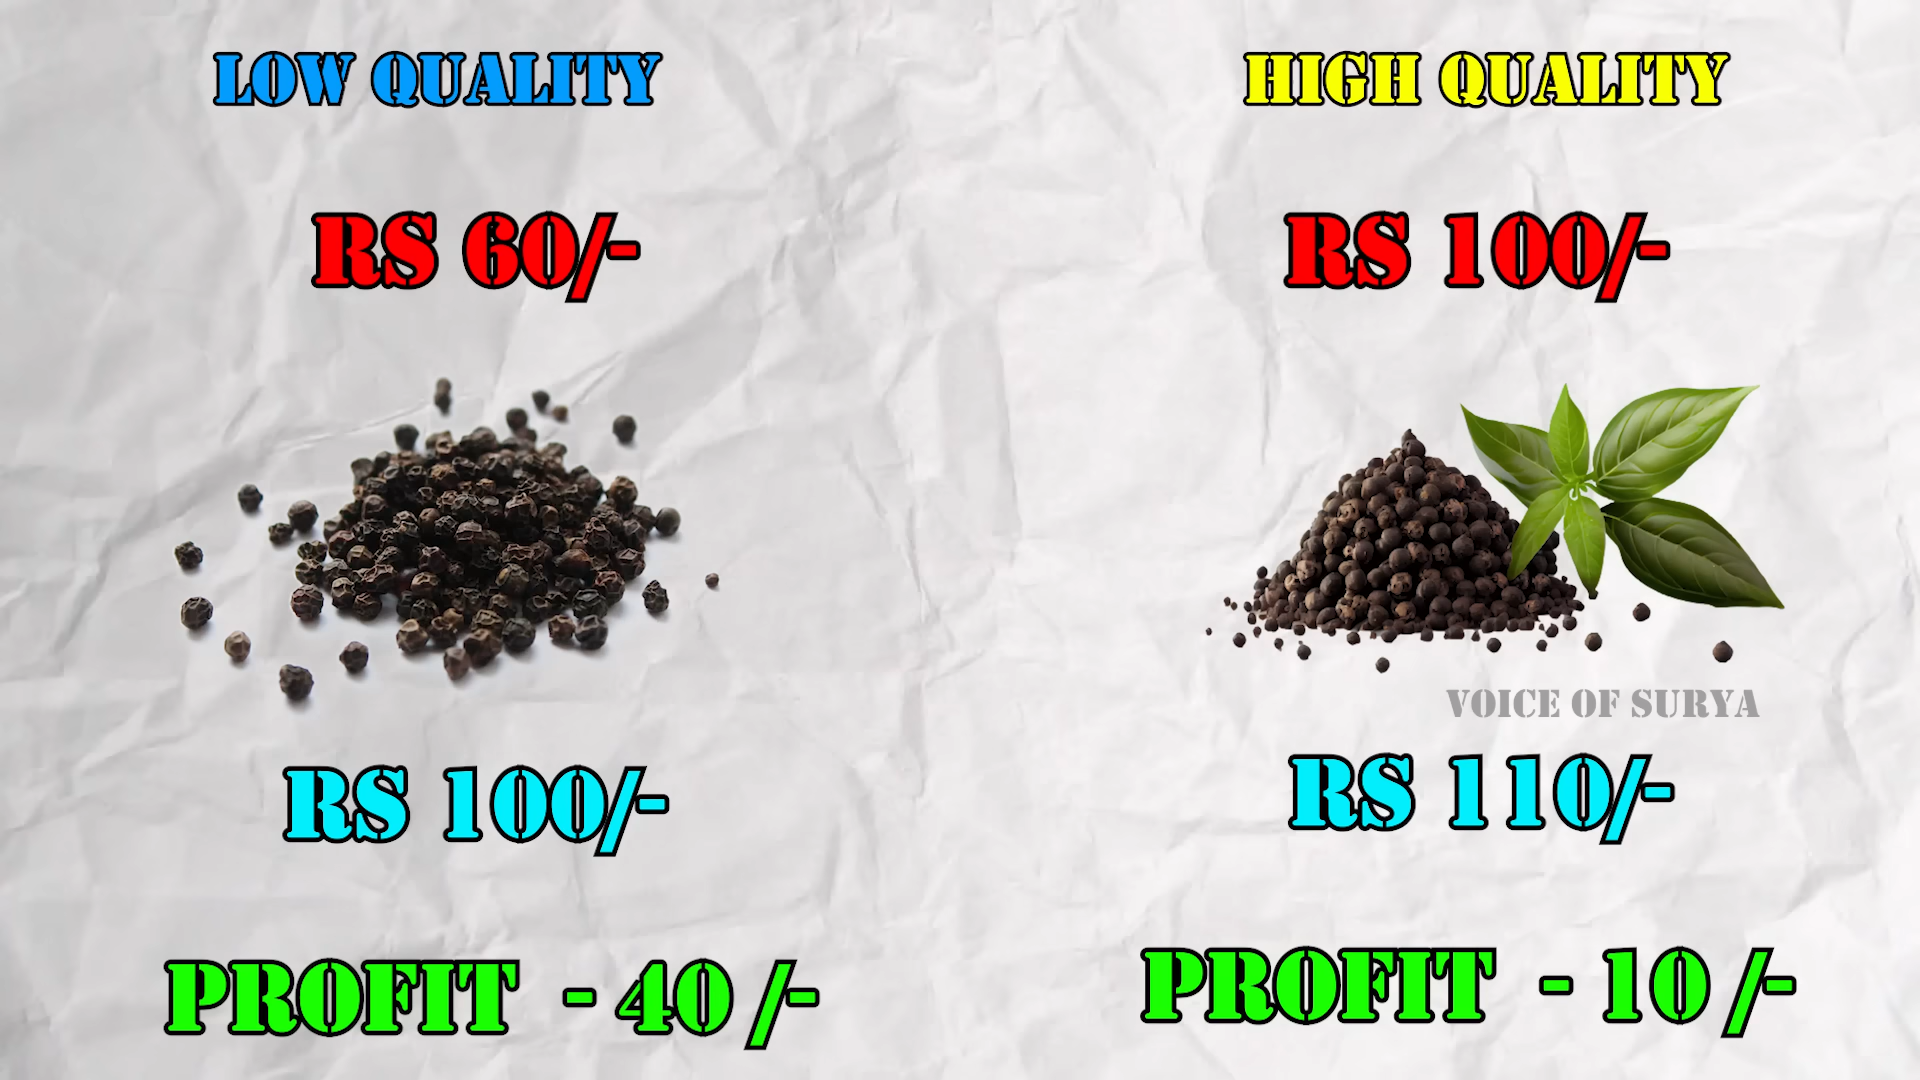 LOW QUALITY
RS 60/-
RS 100/-
PROFIT - 40 /-
HIGH QUALITY
RS 100/-
VOICE OF SURYA
RS 110/-
PROFIT - 10 /-